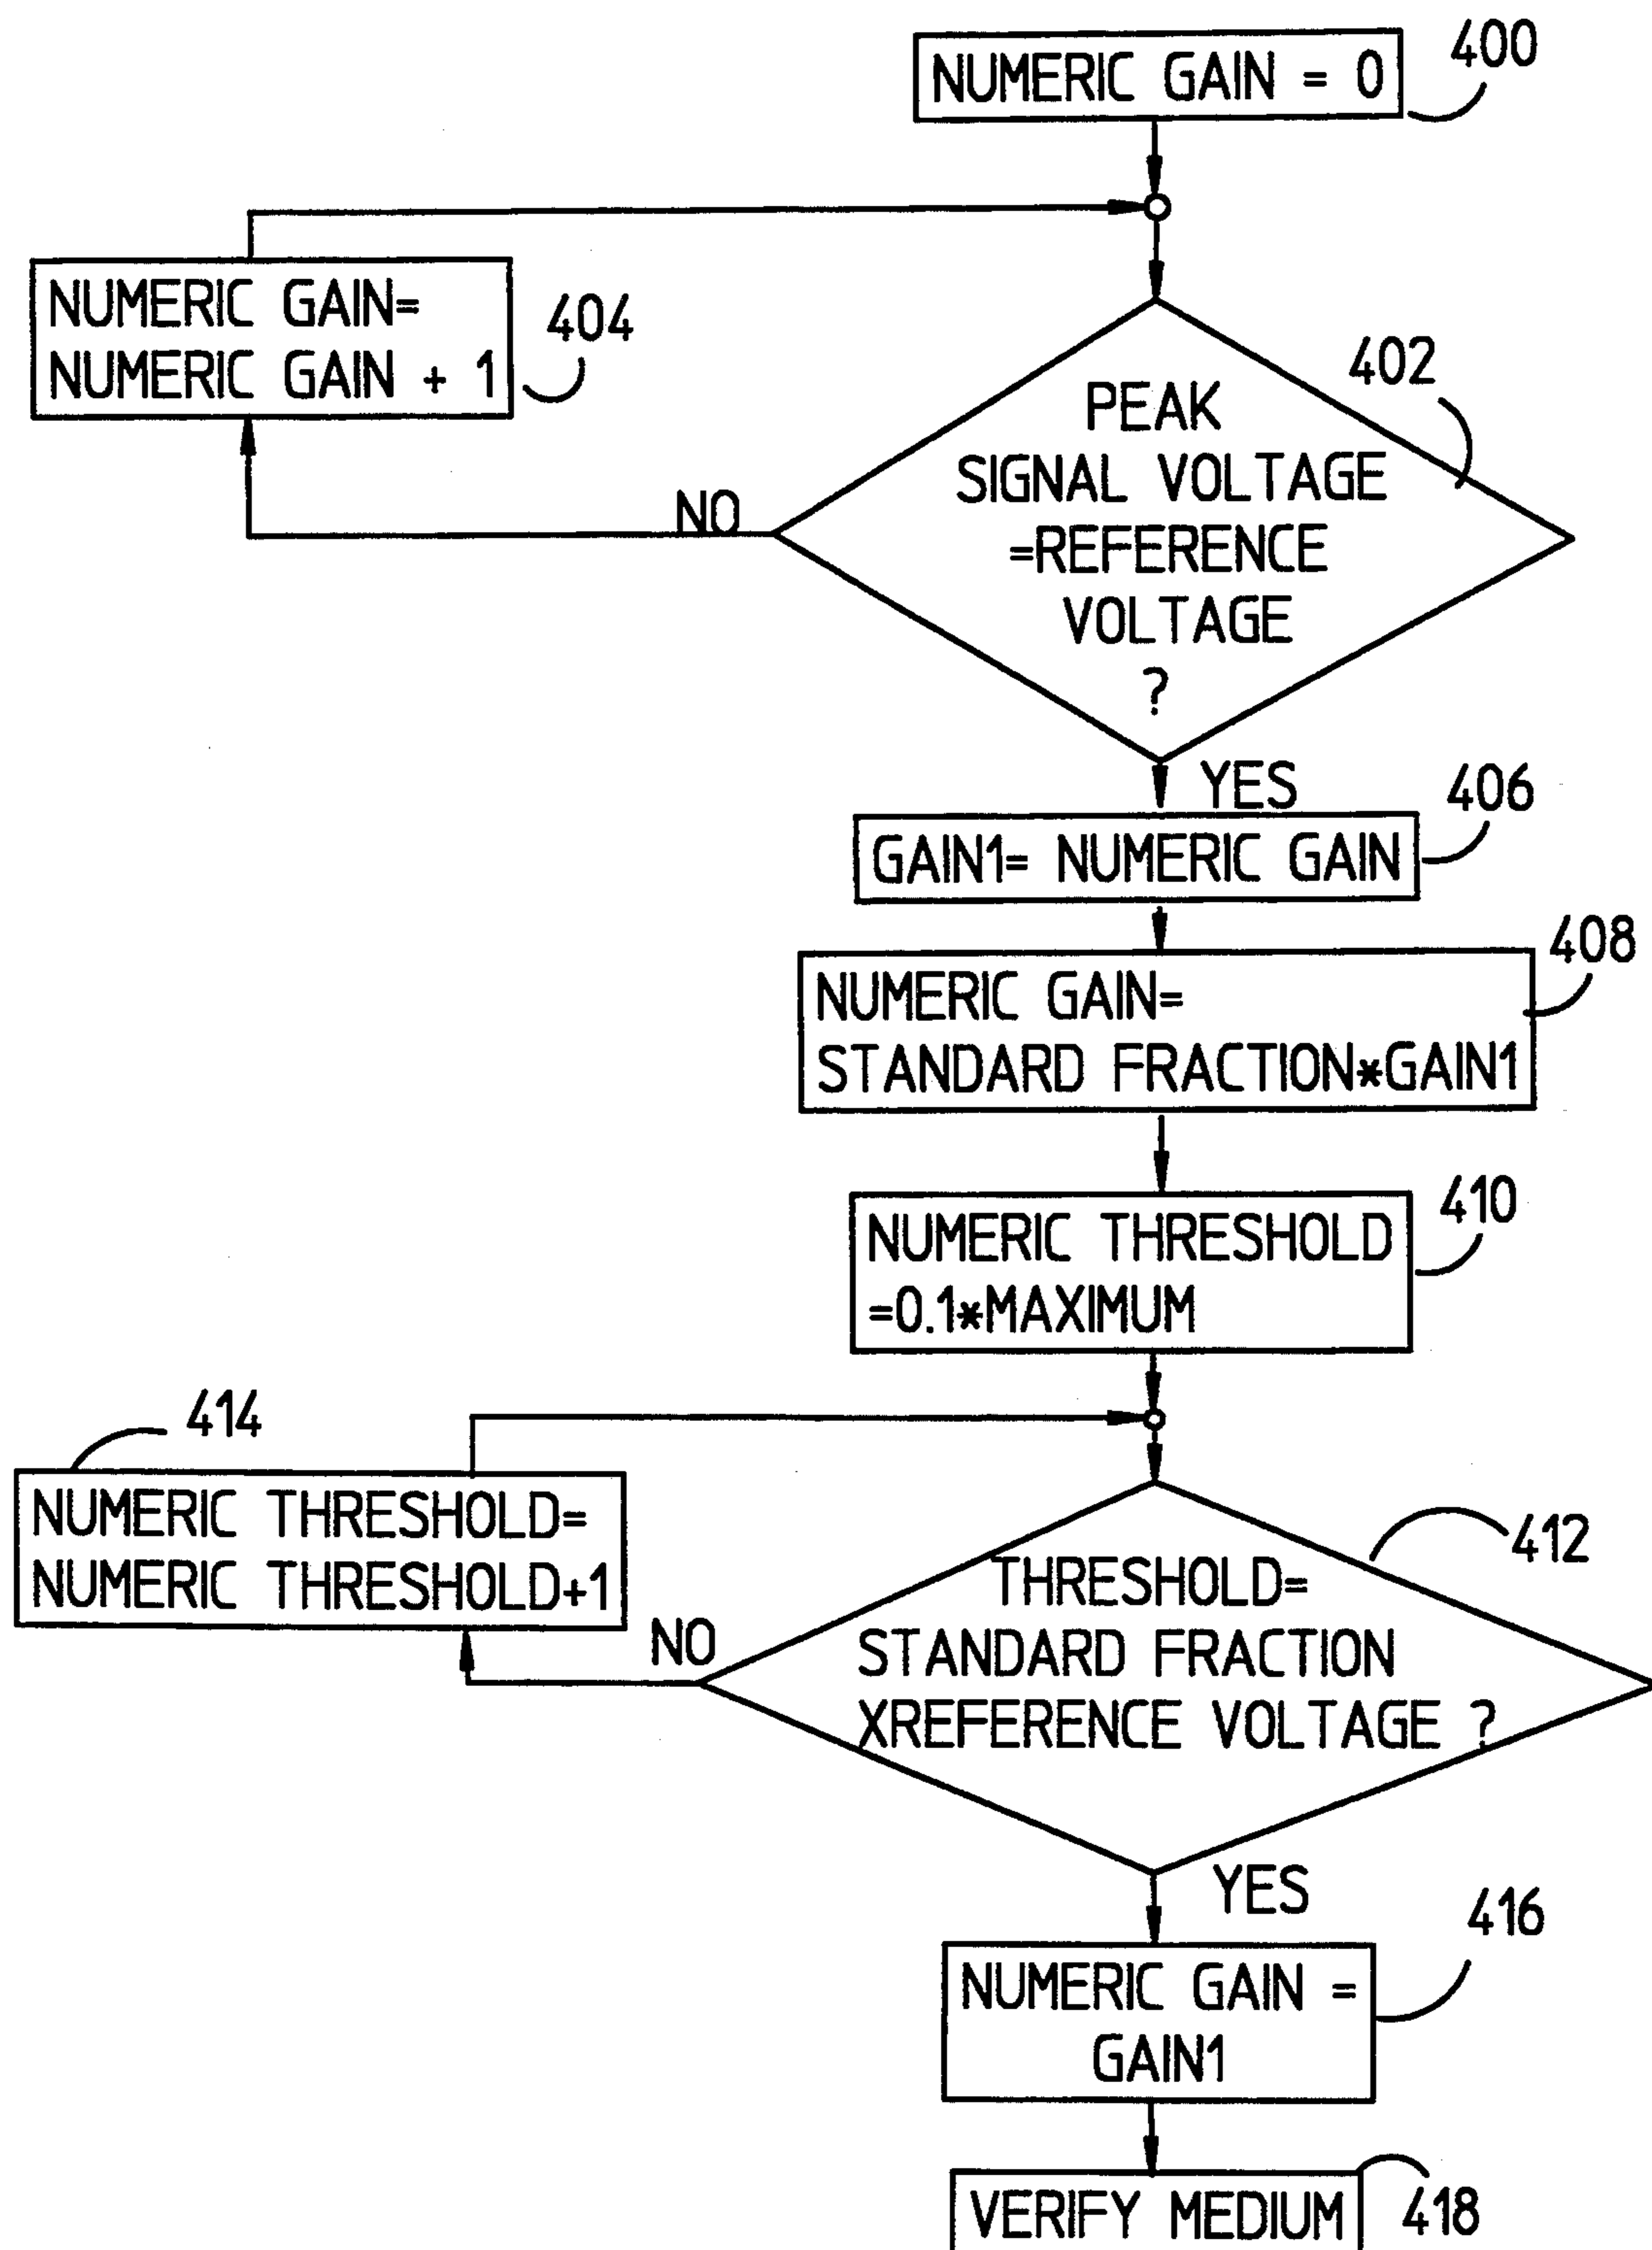 NUMERIC GAIN = 0
400
NUMERIC GAIN=
NUMERIC GAIN + 1
404
402
PEAK
SIGNAL VOLTAGE
=REFERENCE
VOLTAGE
?
NO
YES
406
GAIN1= NUMERIC GAIN
408
NUMERIC GAIN=
STANDARD FRACTION*GAIN1
410
NUMERIC THRESHOLD
=0.1*MAXIMUM
414
NUMERIC THRESHOLD=
NUMERIC THRESHOLD+1
412
THRESHOLD=
STANDARD FRACTION
XREFERENCE VOLTAGE ?
NO
YES
416
NUMERIC GAIN =
GAIN1
VERIFY MEDIUM
418